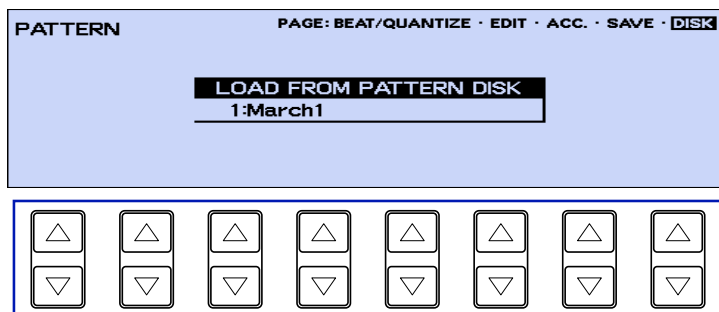 PATTERN
PAGE: BEAT/QUANTIZE · EDIT · ACC. · SAVE · DISK
LOAD FROM PATTERN DISK
1:March1